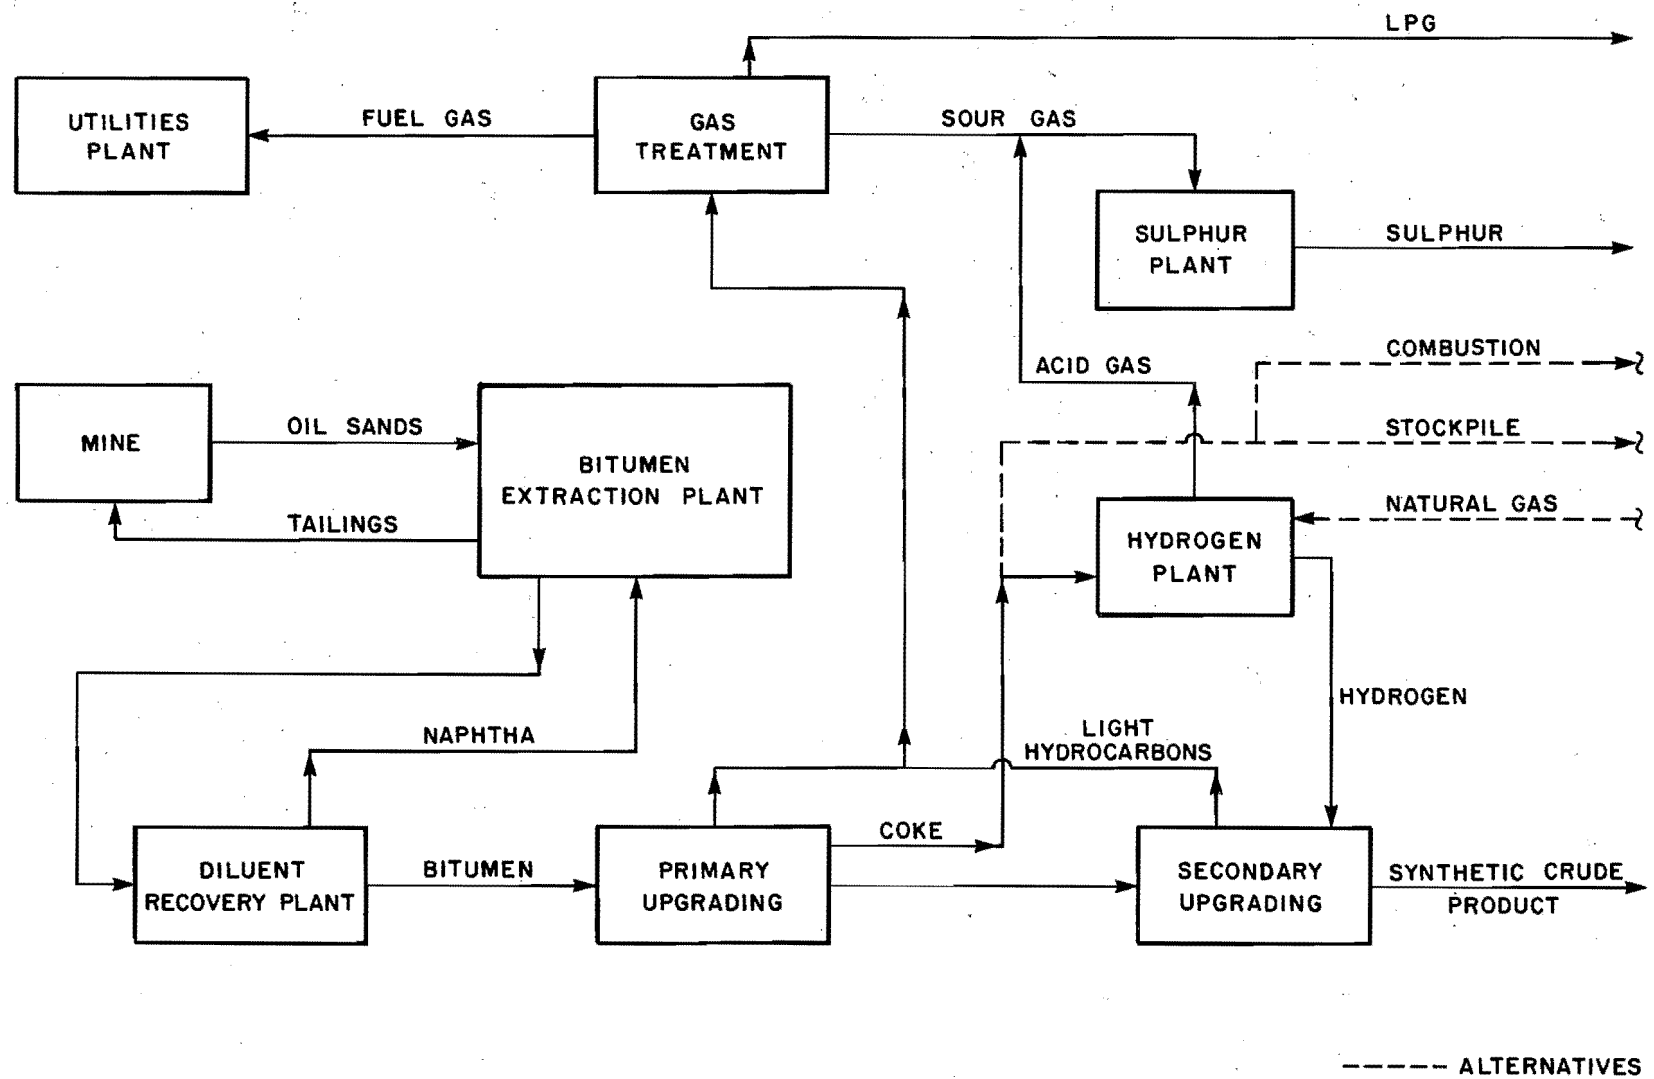 LPG
UTILITIES
PLANT
FUEL GAS
GAS
TREATMENT
SOUR GAS
SULPHUR
PLANT
SULPHUR
COMBUSTION
ACID GAS
MINE
OIL SANDS
STOCKPILE
BITUMEN
EXTRACTION PLANT
NATURAL GAS
TAILINGS
HYDROGEN
PLANT
HYDROGEN
NAPHTHA
LIGHT
HYDROCARBONS
COKE
DILUENT
RECOVERY PLANT
BITUMEN
PRIMARY
UPGRADING
SECONDARY
UPGRADING
SYNTHETIC CRUDE
PRODUCT
ALTERNATIVES